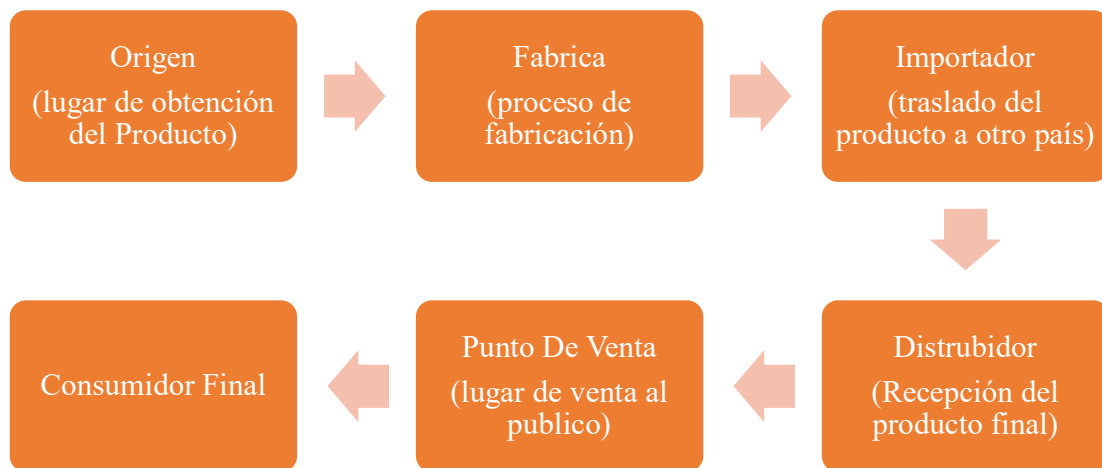 Origen
(lugar de obtención
del Producto)
Fabrica
(proceso de
fabricación)
Importador
(traslado del
producto a otro país)
Distrubidor
(Recepción del
producto final)
Punto De Venta
(lugar de venta al
publico)
Consumidor Final